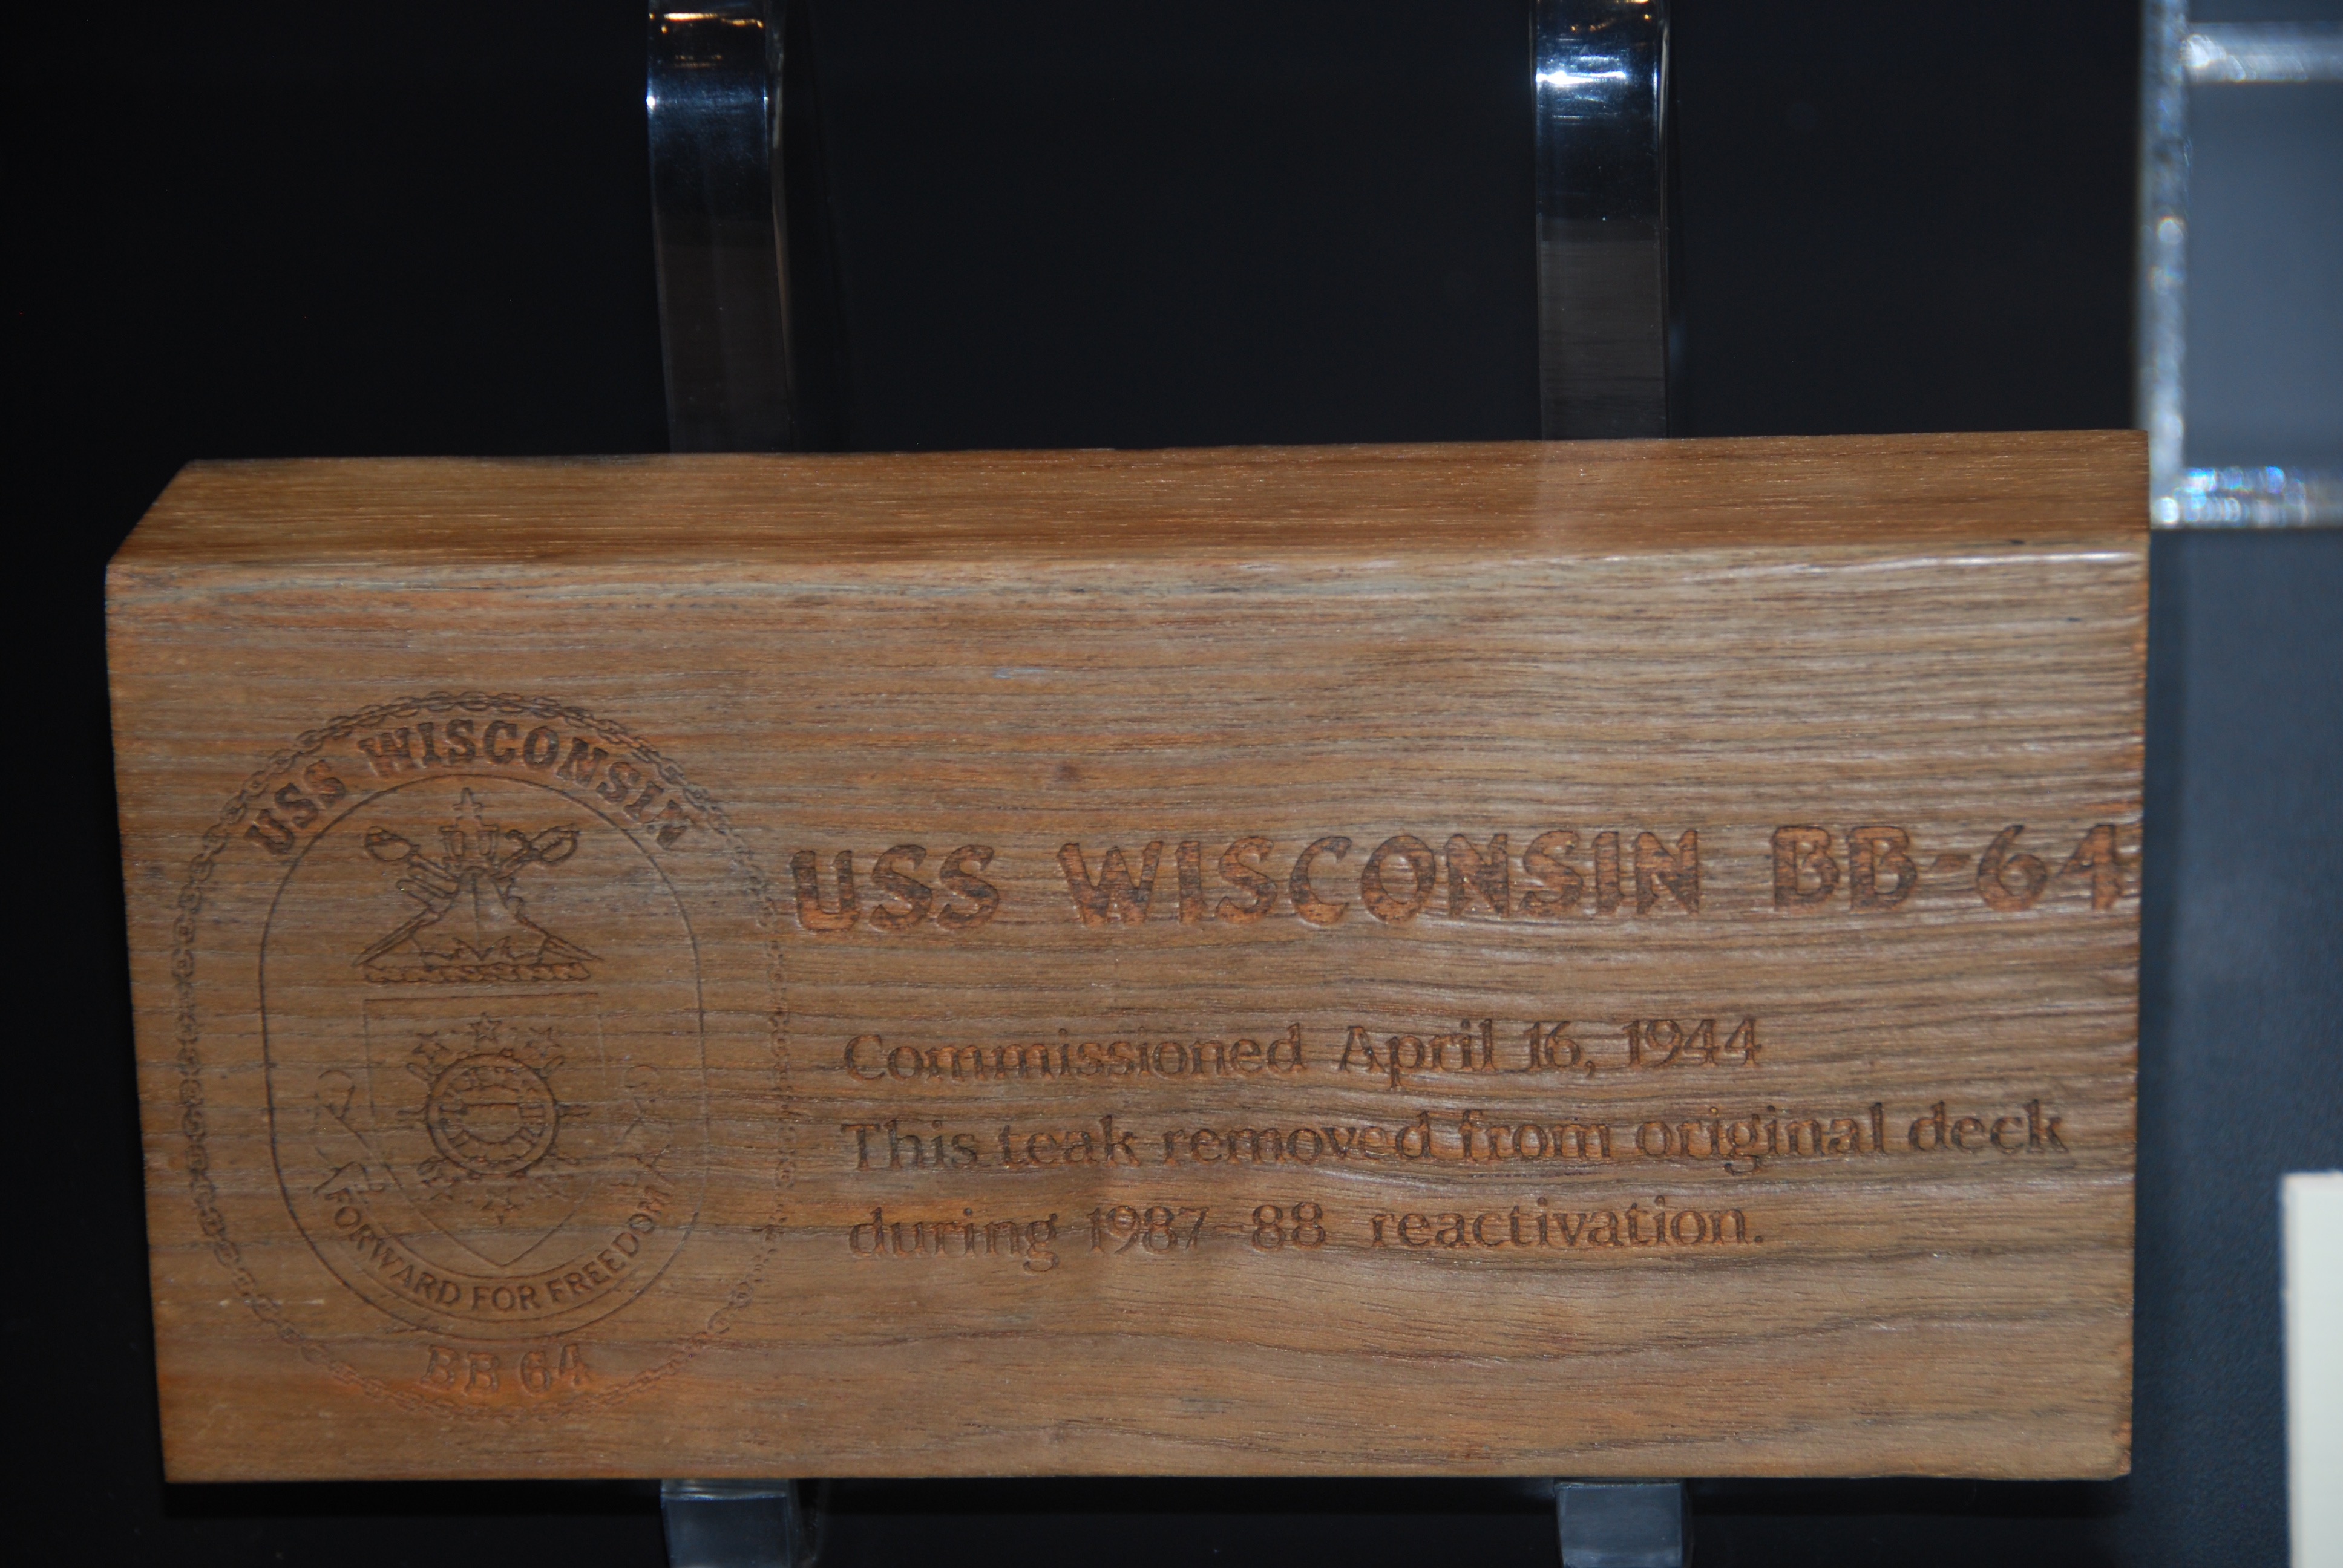 USS WISCONSIN
FORWARD FOR FREEDOM
BB 64
USS WISCONSIN BB-64
Commissioned April 16, 1944
This teak removed from original deck
during 1987-88 reactivation.